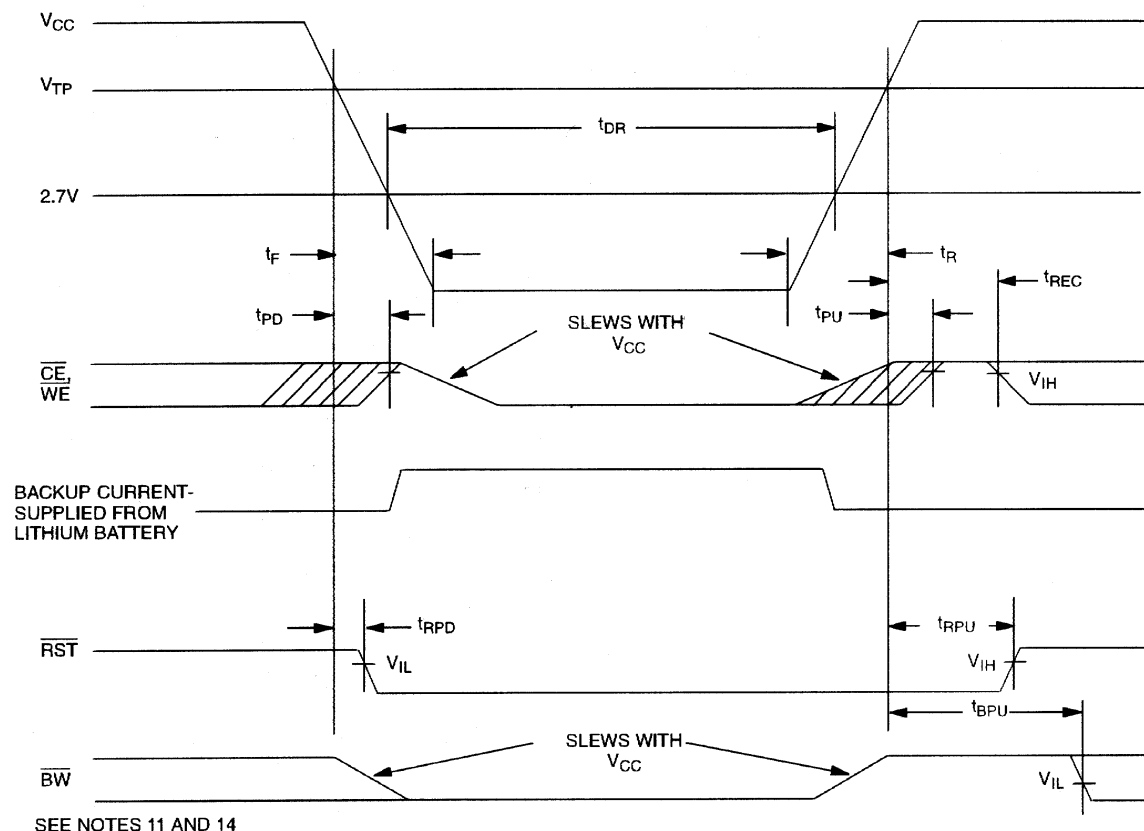 VCC
VTP
tDR
2.7V
tF
tR
tREC
tPD
tPU
SLEWS WITH
VCC
CE,
WE
VIH
BACKUP CURRENT-
SUPPLIED FROM
LITHIUM BATTERY
tRPD
tRPU
RST
VIL
VIH
tBPU
SLEWS WITH
VCC
BW
VIL
SEE NOTES 11 AND 14